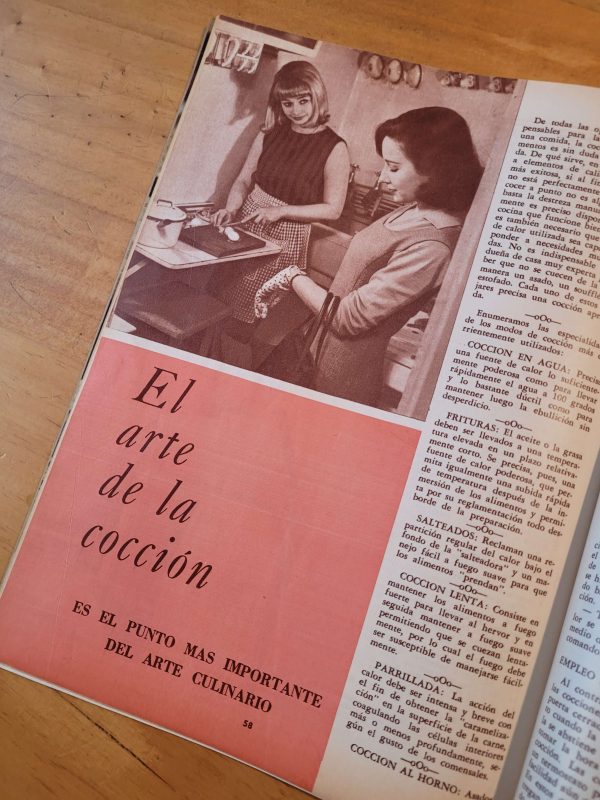 El
arte
de la
cocción
ES EL PUNTO MAS IMPORTANTE
DEL ARTE CULINARIO
58
De todas las
pensables para la
una comida, la
mentos es sin duda
da. De qué sirve, en
a elementos de
más exitosa, si al
no está perfectamente
cocer a punto no es
basta la destreza
mente es preciso
cocina que funcione
es también necesario que
de calor utilizada sea
ponder a necesidades
das. No es indispensable
dueña de casa muy experta
ber que no se cuecen de la
manera un asado, un
estofado. Cada uno de estos
jares precisa una cocción
da.
—oOo—
Enumeramos las
de los modos de cocción más
rrientemente utilizados:
COCCION EN AGUA:
una fuente de calor lo
mente poderosa como para llevar
rápidamente el agua a 100 grados
y lo bastante dúctil como para
mantener luego la ebullición sin
desperdicio.
—oOo—
FRITURAS: El aceite o la grasa
deben ser llevados a una tempera-
tura elevada en un plazo relativa-
mente corto. Se precisa, pues, una
fuente de calor poderosa, que per-
mita igualmente una subida rápida
de temperatura después de la in-
mersión de los alimentos y permi-
ta por su reglamentación todo des-
borde de la preparación.
—oOo—
SALTEADOS: Reclaman una re-
partición regular del calor bajo el
fondo de la "salteadora" y un ma-
nejo fácil a fuego suave para que
los alimentos "prendan".
—oOo—
COCCION LENTA: Consiste en
mantener los alimentos a fuego
fuerte para llevar al hervor y en
seguida mantener a fuego suave
permitiendo que se cuezan lenta-
mente, por lo cual el fuego debe
ser susceptible de manejarse fácil-
mente.
—oOo—
PARRILLADA: La acción del
calor debe ser intensa y breve con
el fin de obtener la "carameliza-
ción" en la superficie de la carne,
coagulando las células interiores
más o menos profundamente, se-
gún el gusto de los comensales.
—oOo—
COCCION AL HORNO:
EMPLEO
Al
las